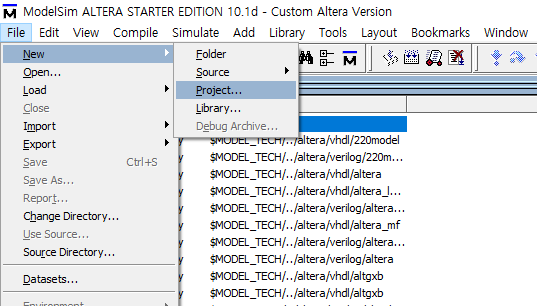 ModelSim ALTERA STARTER EDITION 10.1d - Custom Altera Version
File Edit View Compile Simulate Add Library Tools Layout Bookmarks Window
New
Open...
Load
Close
Import
Export
Save Ctrl+S
Save As...
Report...
Change Directory...
Use Source...
Source Directory...
Datasets...
Environment
Folder
Source
Project...
Library...
Debug Archive...
y $MODEL_TECH/../altera/vhdl/220model
y $MODEL_TECH/../altera/verilog/220m...
y $MODEL_TECH/../altera/vhdl/altera
y $MODEL_TECH/../altera/vhdl/altera_l...
y $MODEL_TECH/../altera/verilog/altera...
y $MODEL_TECH/../altera/vhdl/altera_mf
y $MODEL_TECH/../altera/verilog/altera...
y $MODEL_TECH/../altera/verilog/altera
y $MODEL_TECH/../altera/vhdl/altgxb
y $MODEL_TECH/../altera/vhdl/altgxb